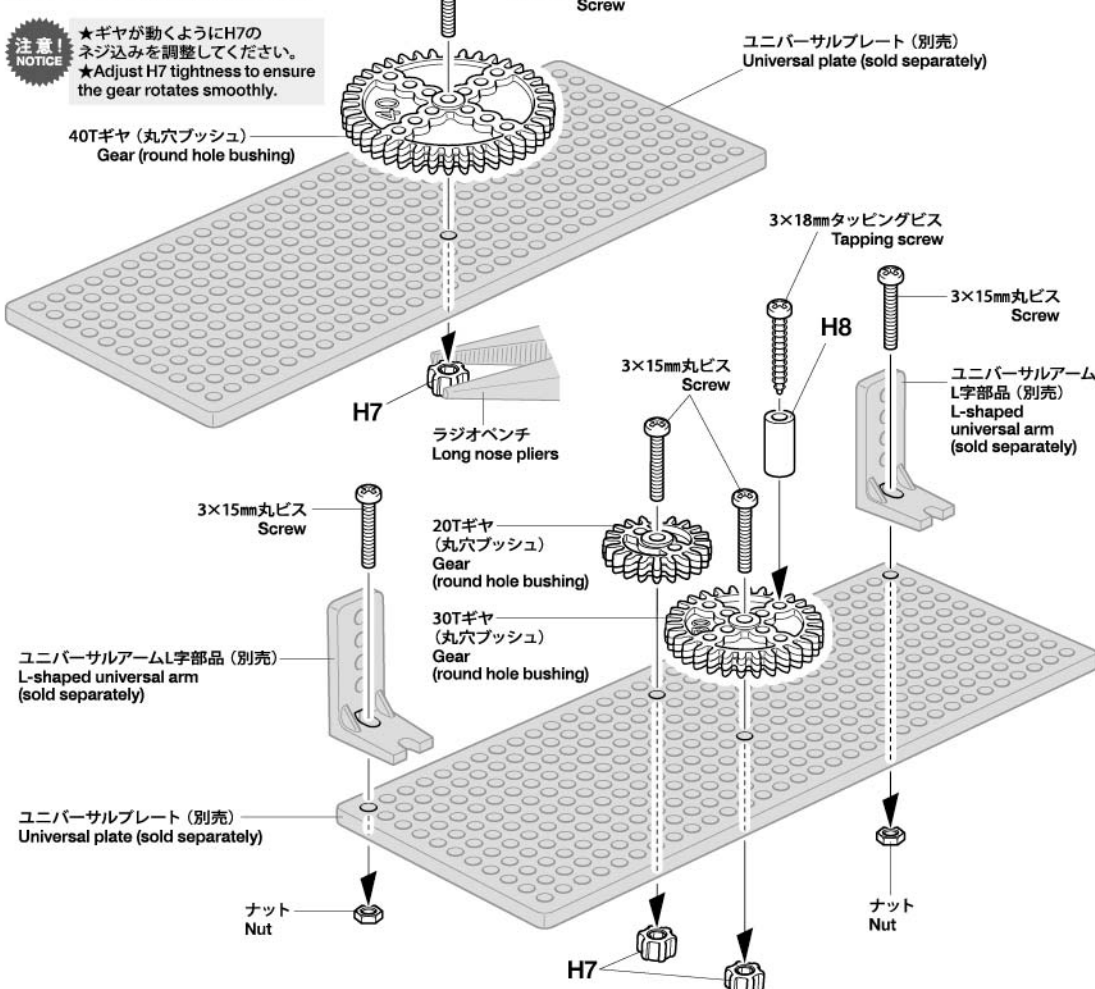 Screw
注意!
NOTICE
★ギヤが動くようにH7の
ネジ込みを調整してください。
★Adjust H7 tightness to ensure
the gear rotates smoothly.
ユニバーサルプレート（別売）
Universal plate (sold separately)
40Tギヤ（丸穴ブッシュ）
Gear (round hole bushing)
40
H7
ラジオペンチ
Long nose pliers
3×18mmタッピングビス
Tapping screw
H8
3×15mm丸ビス
Screw
3×15mm丸ビス
Screw
ユニバーサルアーム
L字部品（別売）
L-shaped
universal arm
(sold separately)
3×15mm丸ビス
Screw
20Tギヤ
（丸穴ブッシュ）
Gear
(round hole bushing)
30Tギヤ
（丸穴ブッシュ）
Gear
(round hole bushing)
30
ユニバーサルアームL字部品（別売）
L-shaped universal arm
(sold separately)
ユニバーサルプレート（別売）
Universal plate (sold separately)
ナット
Nut
ナット
Nut
H7